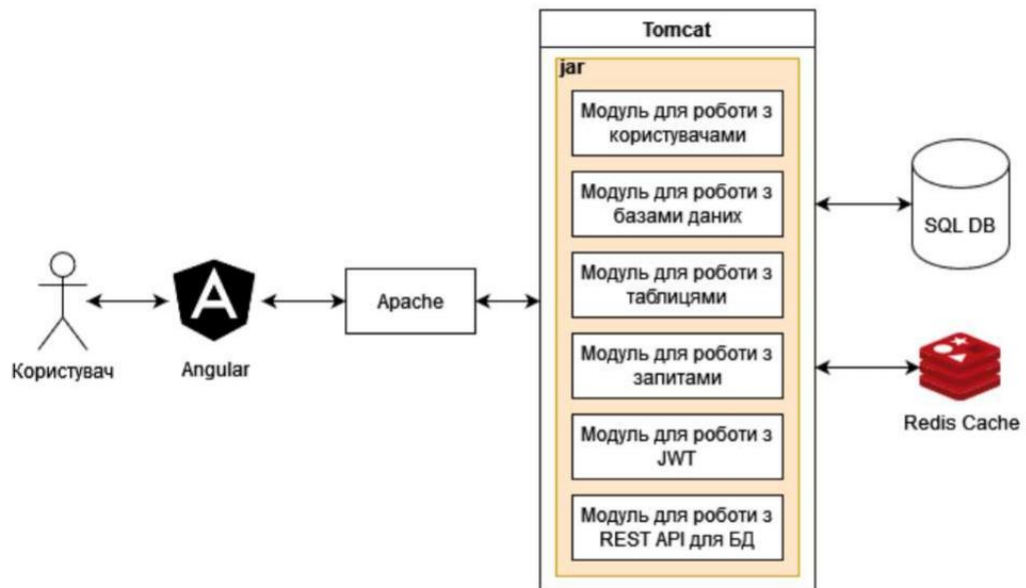 Tomcat
jar
Модуль для роботи з
користувачами
Модуль для роботи з
базами даних
Модуль для роботи з
таблицями
Модуль для роботи з
запитами
Модуль для роботи з
JWT
Модуль для роботи з
REST API для БД
Користувач
Angular
Apache
SQL DB
Redis Cache